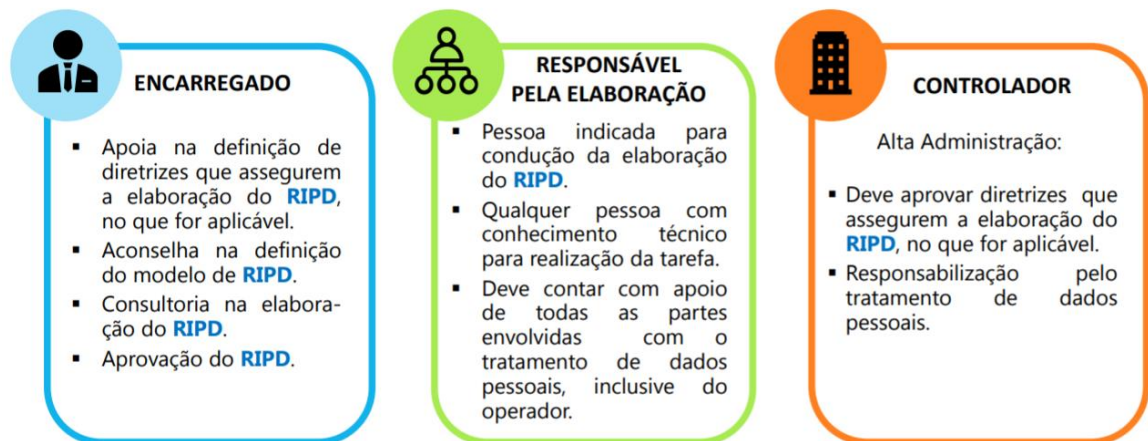 ENCARREGADO
▪ Apoia na definição de
diretrizes que assegurem
a elaboração do RIPD,
no que for aplicável.
▪ Aconselha na definição
do modelo de RIPD.
▪ Consultoria na elabora-
ção do RIPD.
▪ Aprovação do RIPD.
RESPONSÁVEL
PELA ELABORAÇÃO
▪ Pessoa indicada para
condução da elaboração
do RIPD.
▪ Qualquer pessoa com
conhecimento técnico
para realização da tarefa.
▪ Deve contar com apoio
de todas as partes
envolvidas com o
tratamento de dados
pessoais, inclusive do
operador.
CONTROLADOR
Alta Administração:
▪ Deve aprovar diretrizes que
assegurem a elaboração do
RIPD, no que for aplicável.
▪ Responsabilização pelo
tratamento de dados
pessoais.